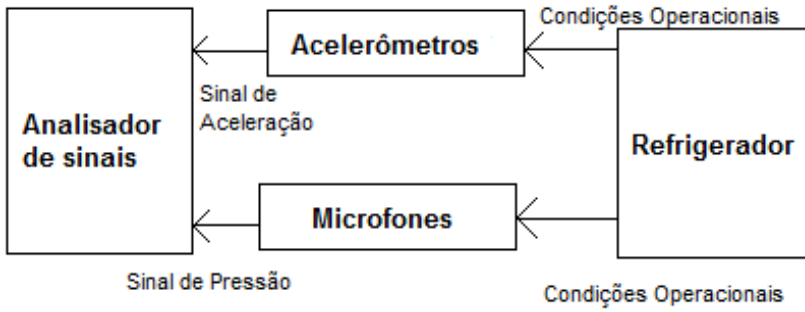 Condições Operacionais
Acelerômetros
Sinal de
Aceleração
Analisador
de sinais
Refrigerador
Microfones
Sinal de Pressão
Condições Operacionais